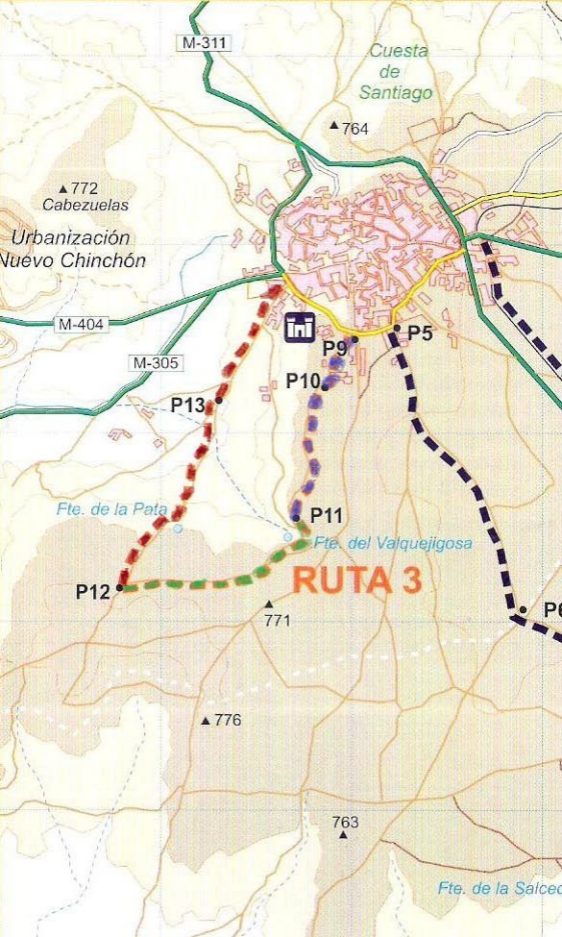 M-311
Cuesta
de
Santiago
764
772
Cabezuelas
Urbanización
Nuevo Chinchón
M-404
M-305
P9
P5
P10
P13
P11
Fte. de la Pata
Fte. del Valquejigosa
P12
RUTA 3
P6
771
776
763
Fte. de la Salced